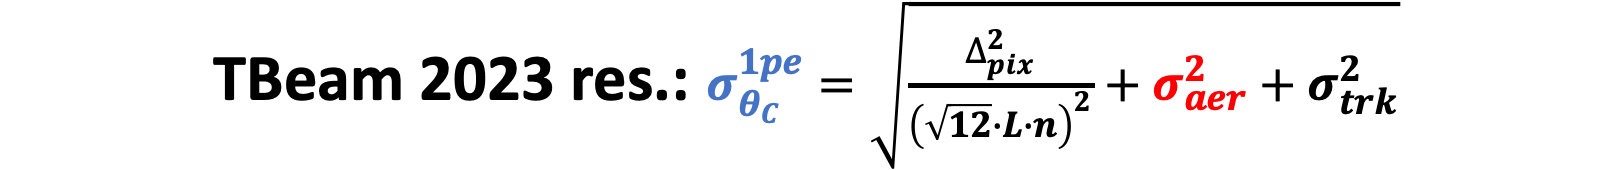 TBeam 2023 res.: σ_{θ_C}^{1pe} = √(Δ_{pix}^2 / (√12·L·n)^2 + σ_{aer}^2 + σ_{trk}^2)